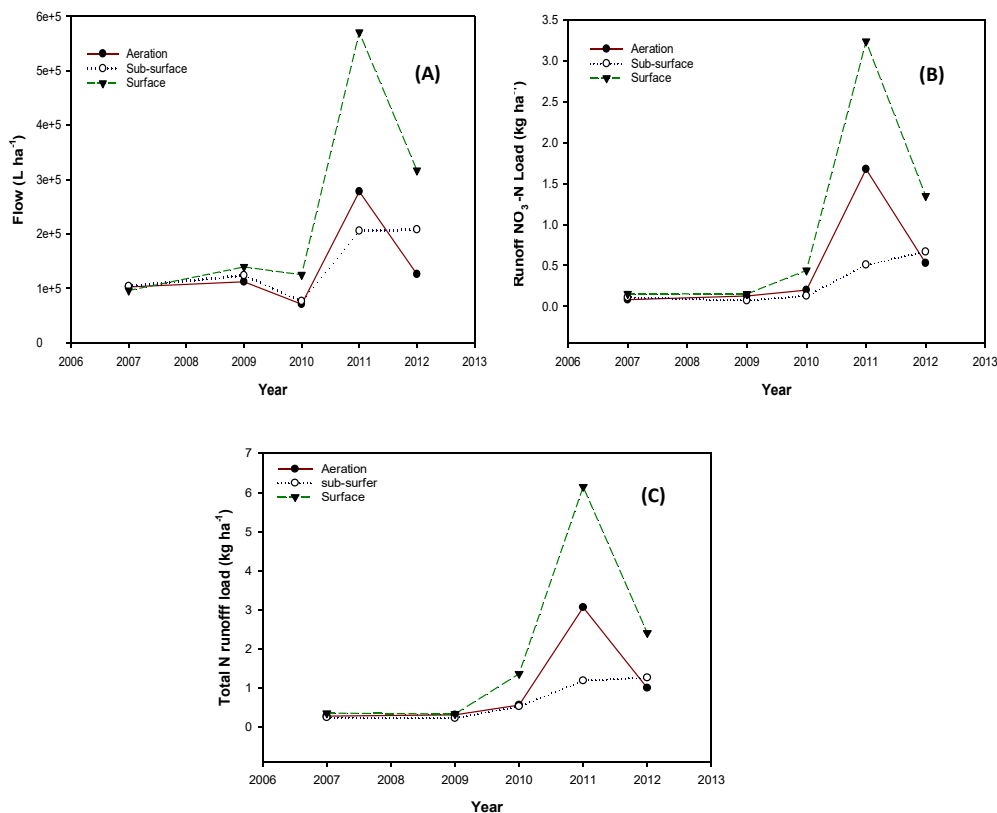 6e+5
5e+5
4e+5
3e+5
2e+5
1e+5
0
Flow (L ha⁻¹)
Aeration
Sub-surface
Surface
(A)
2006 2007 2008 2009 2010 2011 2012 2013
Year
3.5
3.0
2.5
2.0
1.5
1.0
0.5
0.0
Runoff NO₃-N Load (kg ha⁻¹)
Aeration
Sub-surface
Surface
(B)
2006 2007 2008 2009 2010 2011 2012 2013
Year
7
6
5
4
3
2
1
0
Total N runofff load (kg ha⁻¹)
Aeration
sub-surfer
Surface
(C)
2006 2007 2008 2009 2010 2011 2012 2013
Year